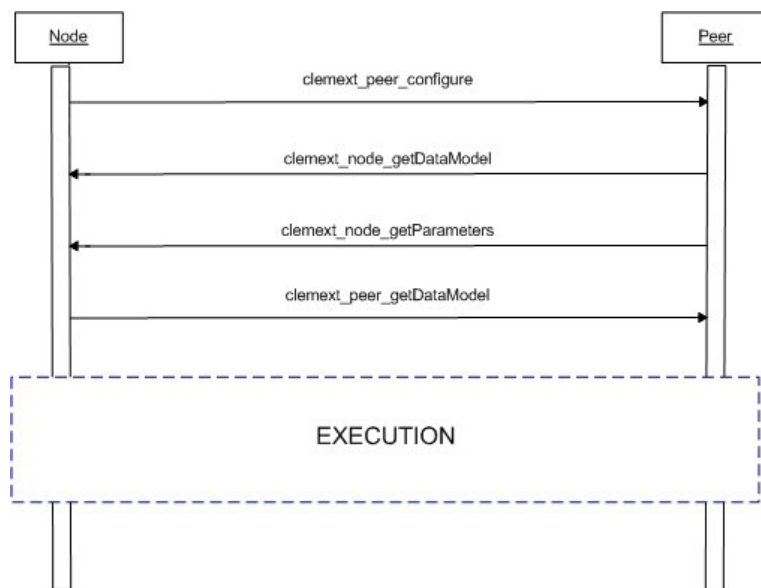 Node
Peer
clemext_peer_configure
clemext_node_getDataModel
clemext_node_getParameters
clemext_peer_getDataModel
EXECUTION